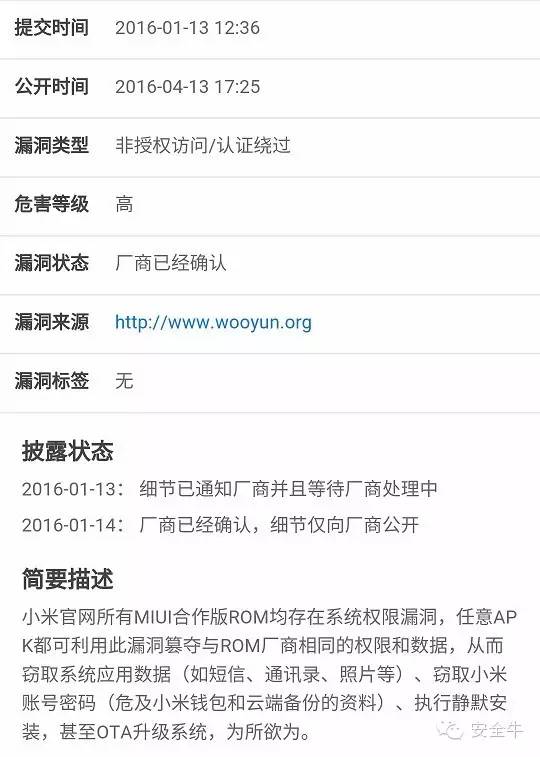 提交时间 2016-01-13 12:36
公开时间 2016-04-13 17:25
漏洞类型 非授权访问/认证绕过
危害等级 高
漏洞状态 厂商已经确认
漏洞来源 http://www.wooyun.org
漏洞标签 无
披露状态
2016-01-13： 细节已通知厂商并且等待厂商处理中
2016-01-14： 厂商已经确认，细节仅向厂商公开
简要描述
小米官网所有MIUI合作版ROM均存在系统权限漏洞，任意AP
K都可利用此漏洞篡夺与ROM厂商相同的权限和数据，从而
窃取系统应用数据（如短信、通讯录、照片等）、窃取小米
账号密码（危及小米钱包和云端备份的资料）、执行静默安
装，甚至OTA升级系统，为所欲为。
安全牛